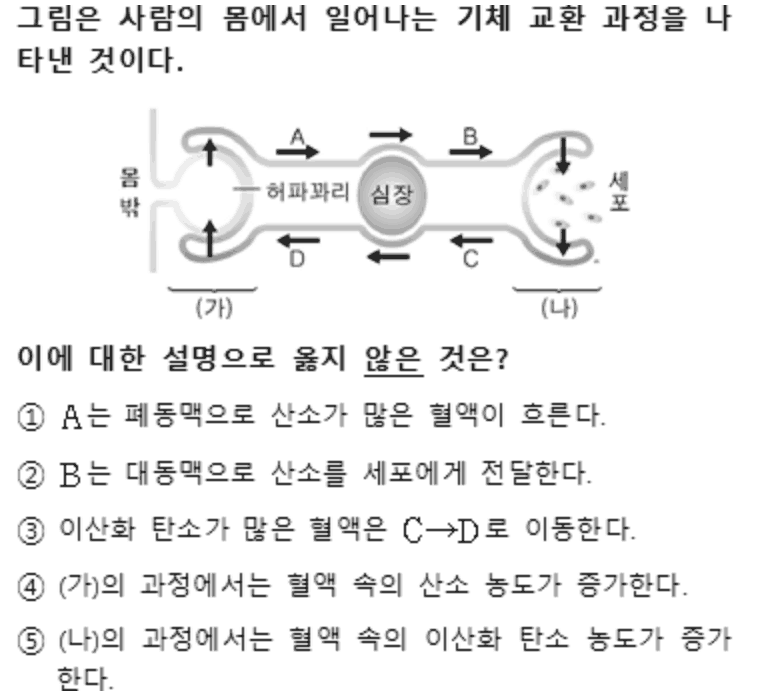 그림은 사람의 몸에서 일어나는 기체 교환 과정을 나
타낸 것이다.
A
B
몸
밖
허파꽈리
심장
세
포
D
C
(가)
(나)
이에 대한 설명으로 옳지 않은 것은?
① A는 폐동맥으로 산소가 많은 혈액이 흐른다.
② B는 대동맥으로 산소를 세포에게 전달한다.
③ 이산화 탄소가 많은 혈액은 C→D로 이동한다.
④ (가)의 과정에서는 혈액 속의 산소 농도가 증가한다.
⑤ (나)의 과정에서는 혈액 속의 이산화 탄소 농도가 증가
한다.